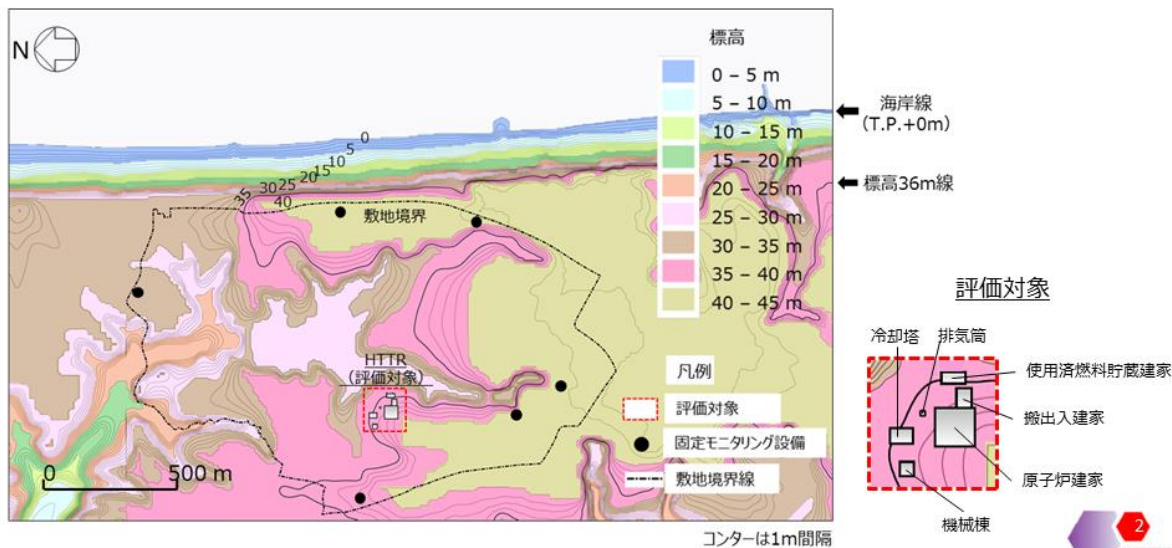 N
標高
0 – 5 m
5 – 10 m
10 – 15 m
15 – 20 m
20 – 25 m
25 – 30 m
30 – 35 m
35 – 40 m
40 – 45 m
海岸線
(T.P.+0m)
標高36m線
0
5
10
15
20
25
30
35
40
敷地境界
HTTR
(評価対象)
凡例
評価対象
固定モニタリング設備
敷地境界線
0 500 m
コンターは1m間隔
評価対象
冷却塔
排気筒
使用済燃料貯蔵建家
搬出入建家
原子炉建家
機械棟
2